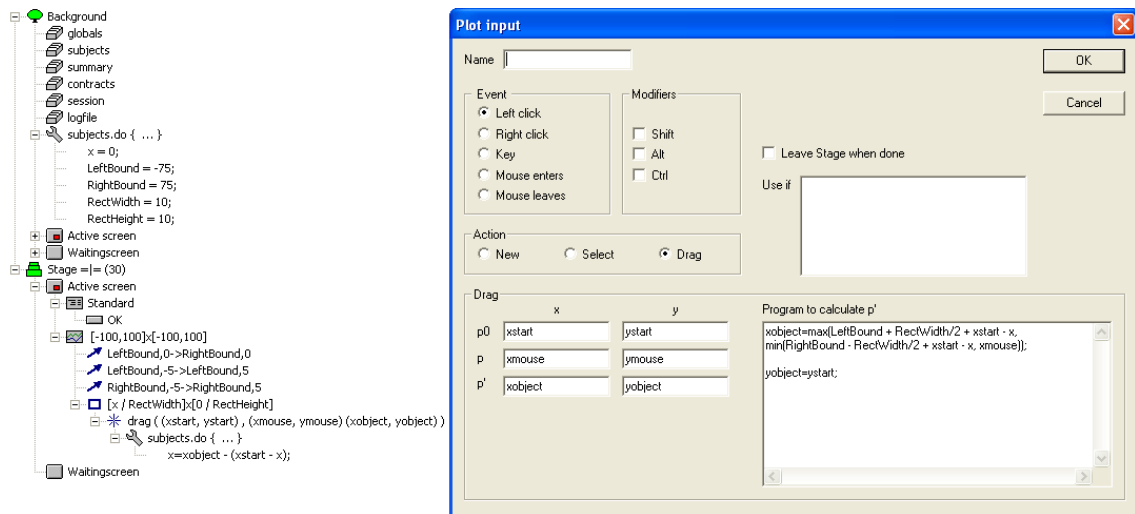 Background
globals
subjects
summary
contracts
session
logfile
subjects.do { ... }
x = 0;
LeftBound = -75;
RightBound = 75;
RectWidth = 10;
RectHeight = 10;
Active screen
Waitingscreen
Stage =|= (30)
Active screen
Standard
OK
[-100,100]x[-100,100]
LeftBound,0->RightBound,0
LeftBound,-5->LeftBound,5
RightBound,-5->RightBound,5
[x / RectWidth]x[0 / RectHeight]
drag ( (xstart, ystart) , (xmouse, ymouse) (xobject, yobject) )
subjects.do { ... }
x=xobject - (xstart - x);
Waitingscreen
Plot input
Name
OK
Cancel
Event
Left click
Right click
Key
Mouse enters
Mouse leaves
Modifiers
Shift
Alt
Ctrl
Leave Stage when done
Use if
Action
New Select Drag
Drag
x y
p0 xstart ystart
p xmouse ymouse
p' xobject yobject
Program to calculate p'
xobject=max(LeftBound + RectWidth/2 + xstart - x,
min(RightBound - RectWidth/2 + xstart - x, xmouse));
yobject=ystart;